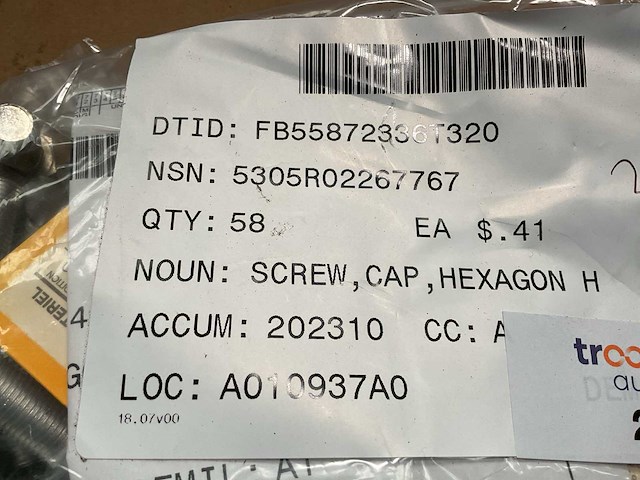 DTID: FB55872336T320
NSN: 5305R02267767
QTY: 58 EA $.41
NOUN: SCREW,CAP,HEXAGON H
ACCUM: 202310 CC: A
LOC: A010937A0
18.07v00